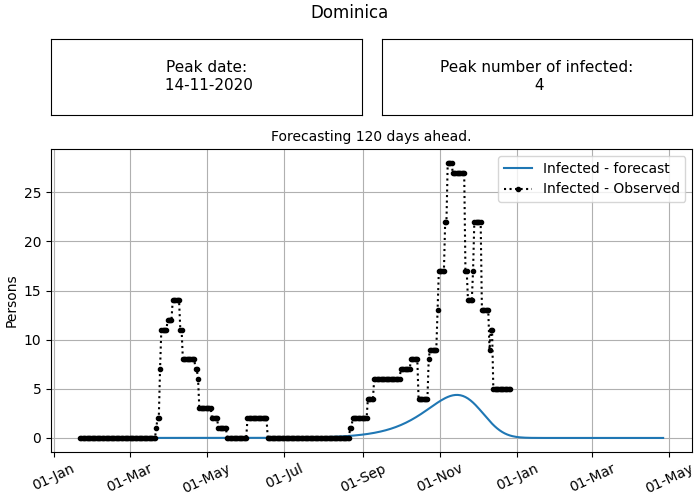 Dominica
Peak date:
14-11-2020
Peak number of infected:
4
Forecasting 120 days ahead.
Infected - forecast
Infected - Observed
Persons
25
20
15
10
5
0
01-Jan
01-Mar
01-May
01-Jul
01-Sep
01-Nov
01-Jan
01-Mar
01-May